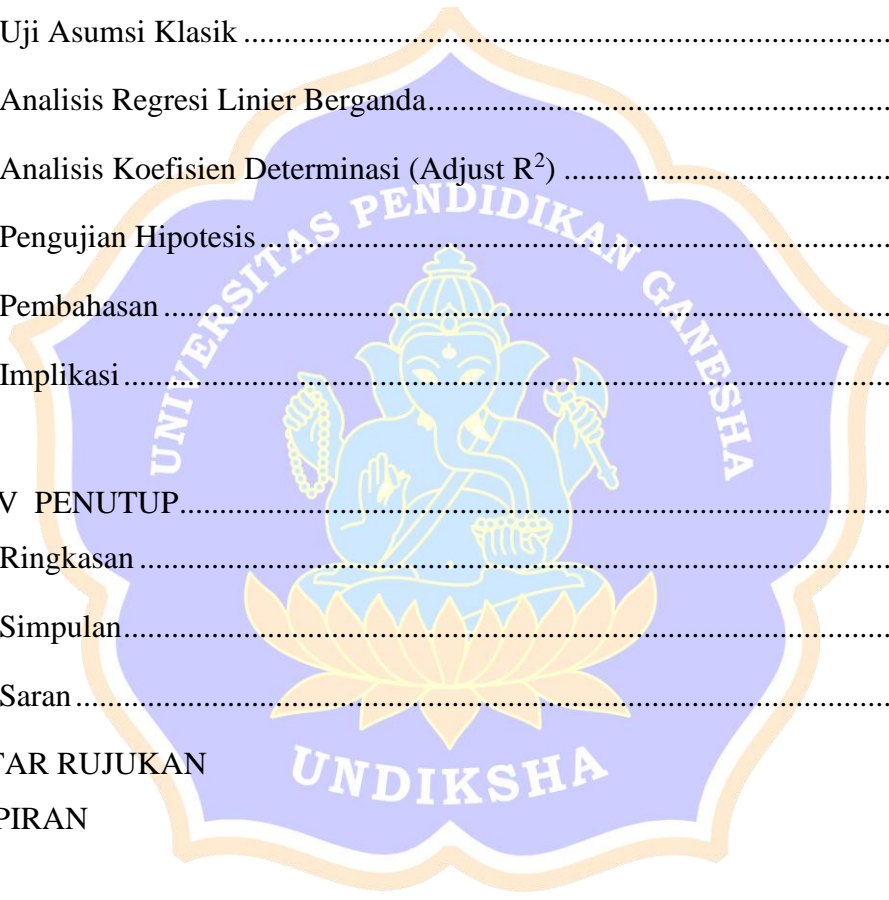 Uji Asumsi Klasik ................................................................................
Analisis Regresi Linier Berganda.........................................................
Analisis Koefisien Determinasi (Adjust R²) ........................................
Pengujian Hipotesis..............................................................................
Pembahasan ..........................................................................................
Implikasi...............................................................................................
V PENUTUP........................................................................................
Ringkasan .............................................................................................
Simpulan...............................................................................................
Saran .....................................................................................................
TAR RUJUKAN
PIRAN
UNIVERSITAS PENDIDIKAN GANESHA
UNDIKSHA